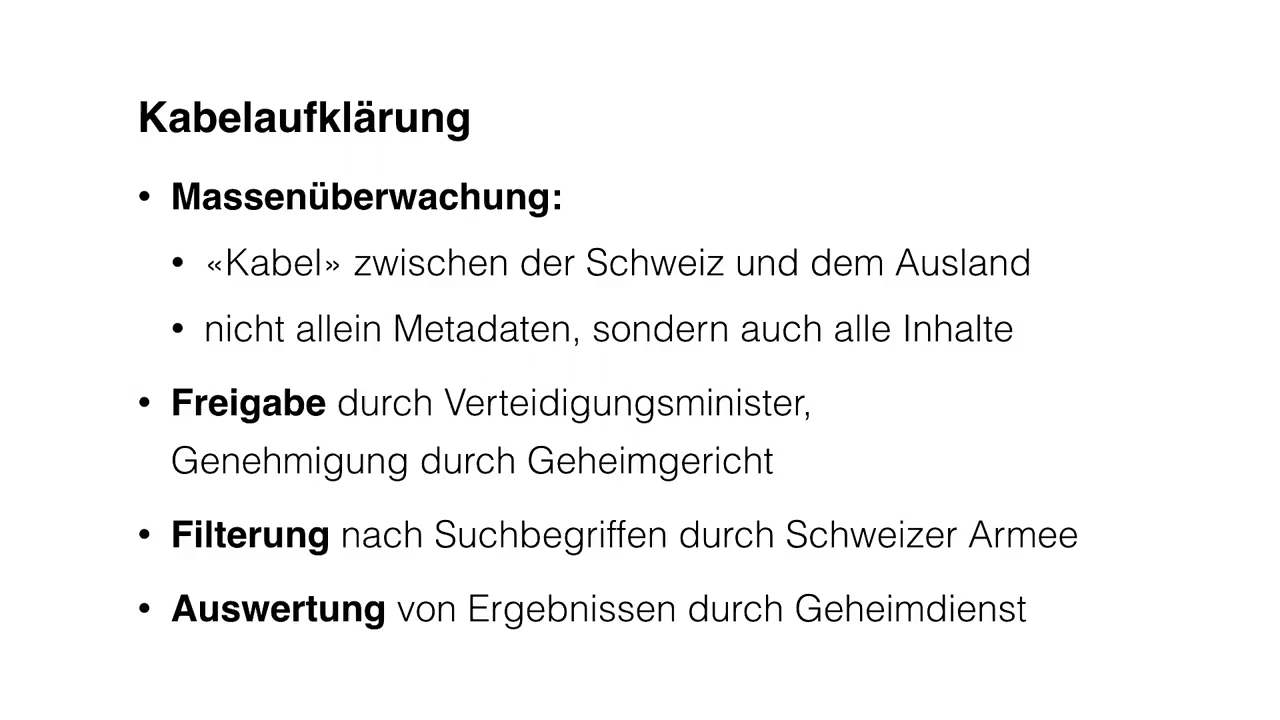 Kabelaufklärung
• Massenüberwachung:
• «Kabel» zwischen der Schweiz und dem Ausland
• nicht allein Metadaten, sondern auch alle Inhalte
• Freigabe durch Verteidigungsminister,
Genehmigung durch Geheimgericht
• Filterung nach Suchbegriffen durch Schweizer Armee
• Auswertung von Ergebnissen durch Geheimdienst